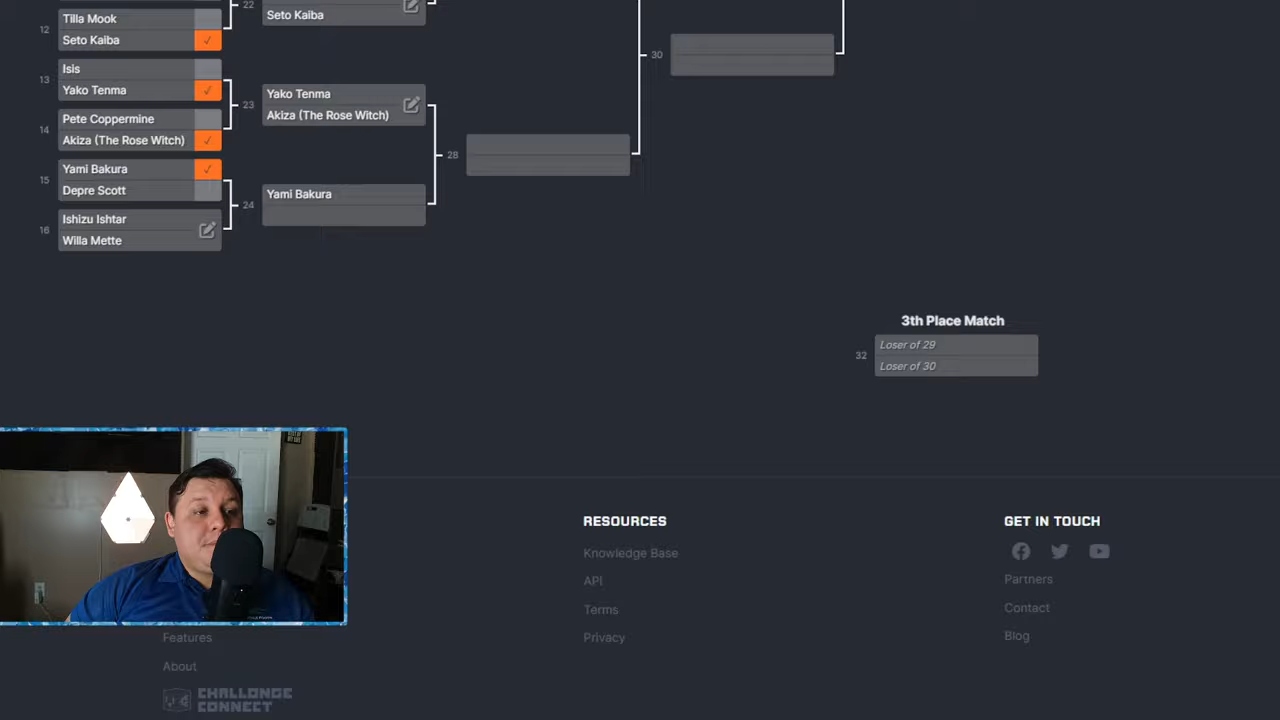 22
Tilla Mook
Seto Kaiba
Seto Kaiba
12
30
Isis
13
Yako Tenma
Yako Tenma
23
Akiza (The Rose Witch)
Pete Coppermine
14
Akiza (The Rose Witch)
28
Yami Bakura
15
Depre Scott
Yami Bakura
24
Ishizu Ishtar
16
Willa Mette
3th Place Match
Loser of 29
32
Loser of 30
RESOURCES
GET IN TOUCH
Knowledge Base
API
Partners
Terms
Contact
Features
Privacy
Blog
About
CHALLONGE
CONNECT